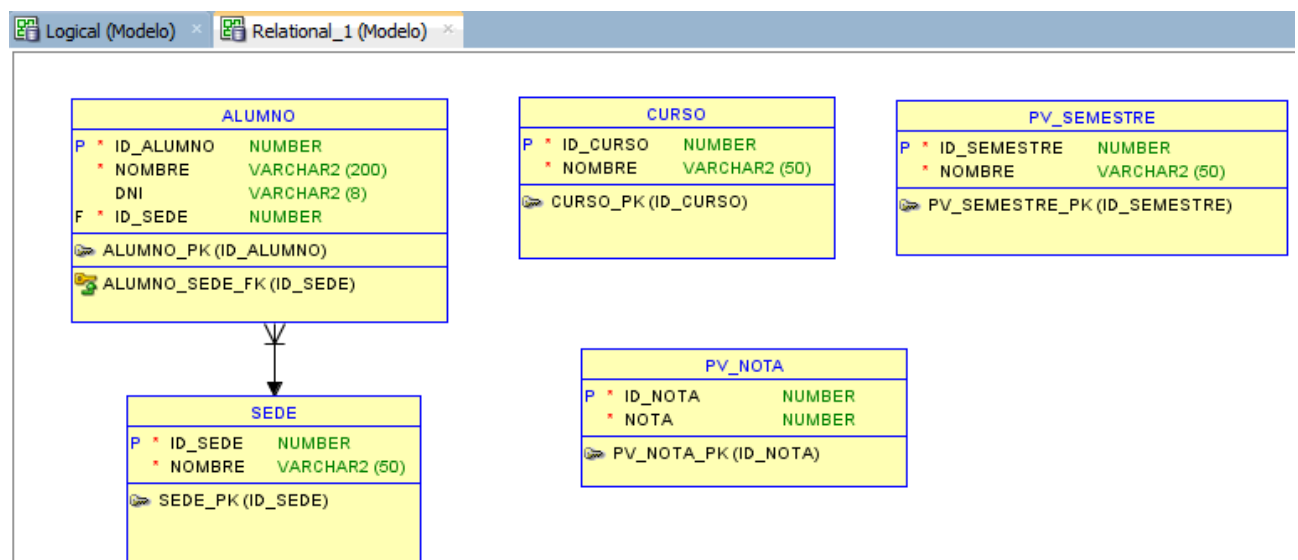 Logical (Modelo) × Relational_1 (Modelo) ×
ALUMNO
P * ID_ALUMNO NUMBER
* NOMBRE VARCHAR2 (200)
DNI VARCHAR2 (8)
F * ID_SEDE NUMBER
ALUMNO_PK (ID_ALUMNO)
ALUMNO_SEDE_FK (ID_SEDE)
CURSO
P * ID_CURSO NUMBER
* NOMBRE VARCHAR2 (50)
CURSO_PK (ID_CURSO)
PV_SEMESTRE
P * ID_SEMESTRE NUMBER
* NOMBRE VARCHAR2 (50)
PV_SEMESTRE_PK (ID_SEMESTRE)
SEDE
P * ID_SEDE NUMBER
* NOMBRE VARCHAR2 (50)
SEDE_PK (ID_SEDE)
PV_NOTA
P * ID_NOTA NUMBER
* NOTA NUMBER
PV_NOTA_PK (ID_NOTA)